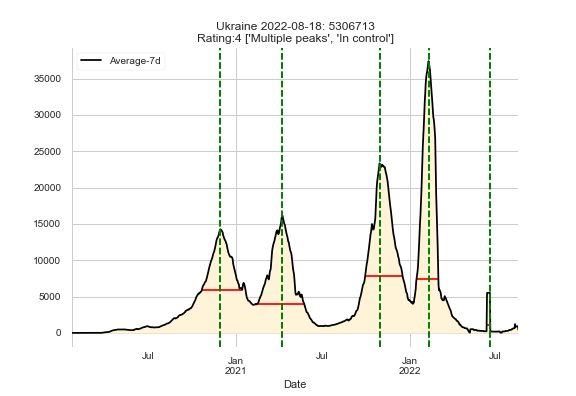 Ukraine 2022-08-18: 5306713
Rating:4 ['Multiple peaks', 'In control']
Average-7d
35000
30000
25000
20000
15000
10000
5000
0
Jul
Jan
2021
Jul
Jan
2022
Jul
Date